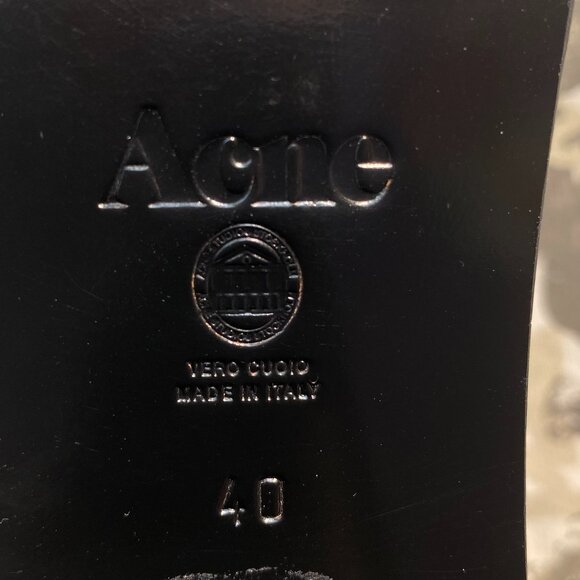 Acne
VERO CUOIO
MADE IN ITALY
40